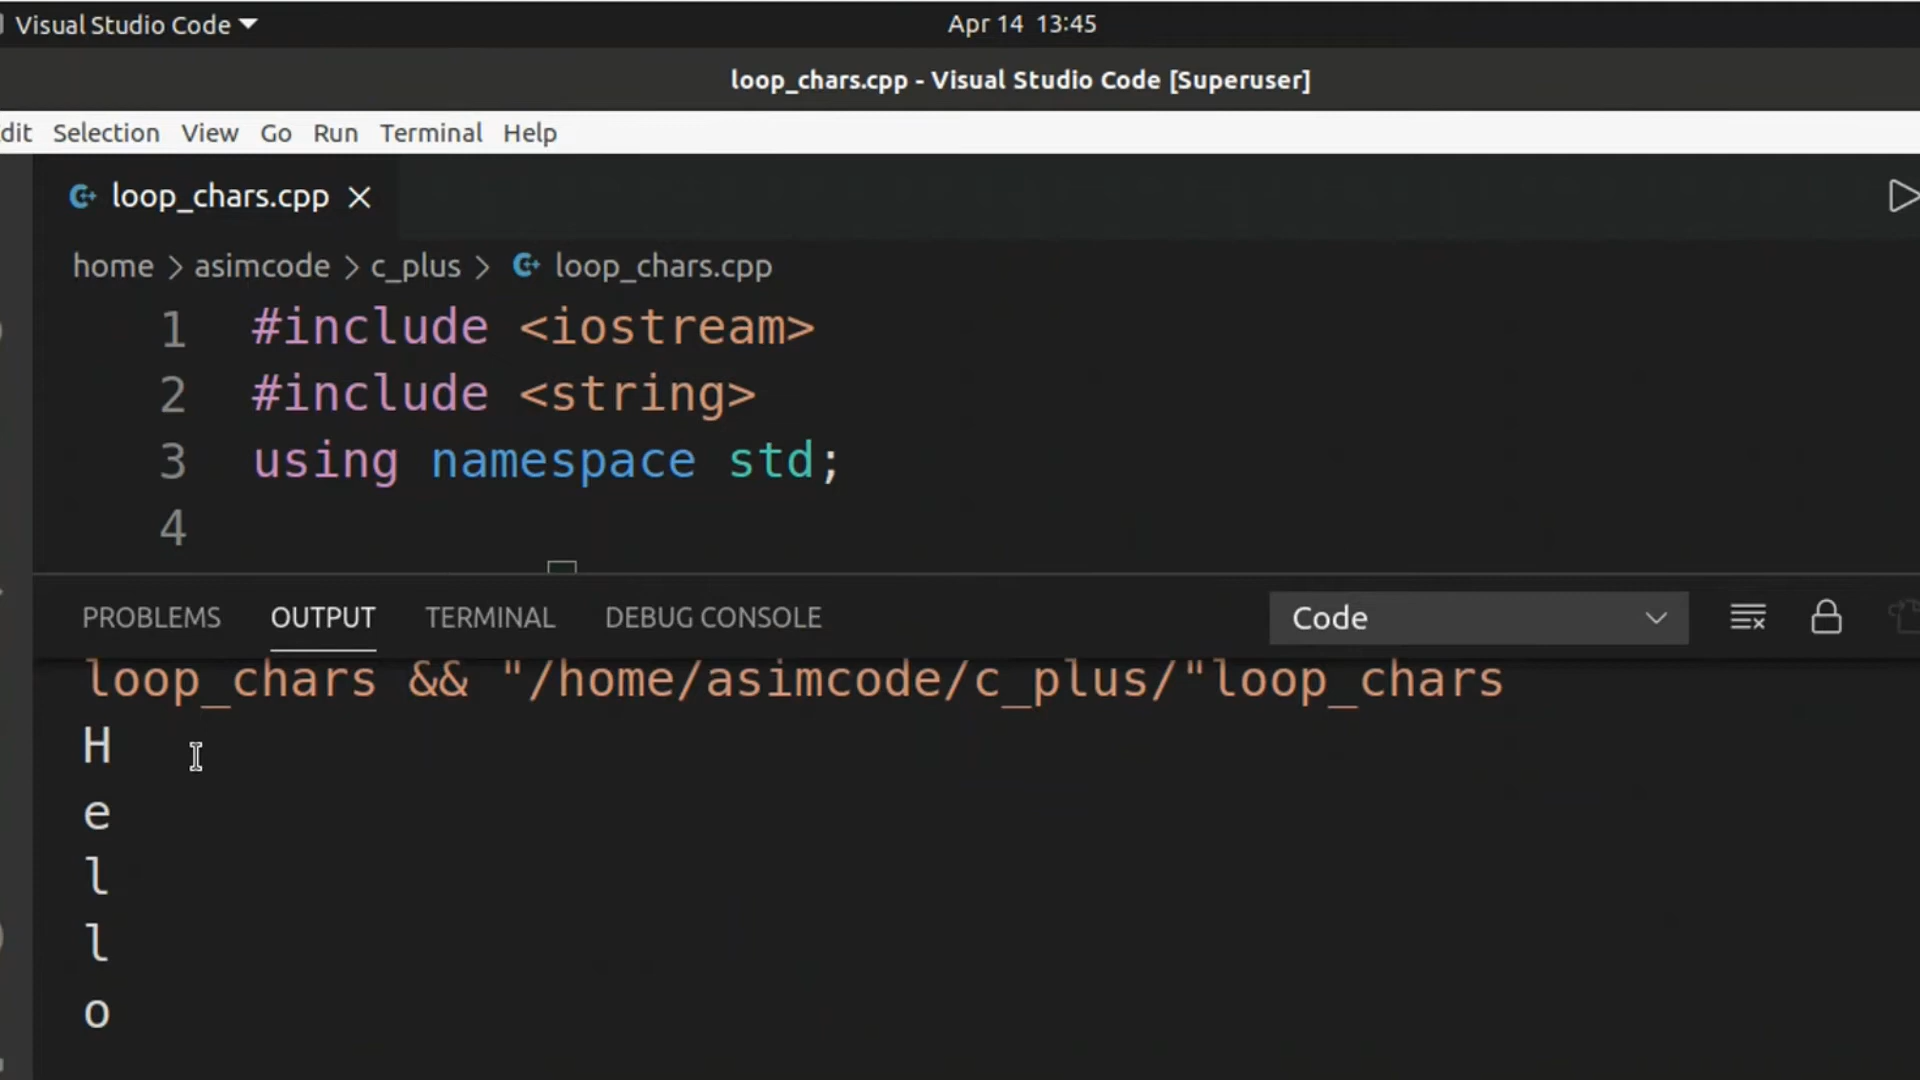 Visual Studio Code
Apr 14 13:45
loop_chars.cpp - Visual Studio Code [Superuser]
dit Selection View Go Run Terminal Help
loop_chars.cpp
home > asimcode > c_plus > loop_chars.cpp
1 #include <iostream>
2 #include <string>
3 using namespace std;
4
PROBLEMS OUTPUT TERMINAL DEBUG CONSOLE Code
loop_chars && "/home/asimcode/c_plus/"loop_chars
H
e
l
l
o